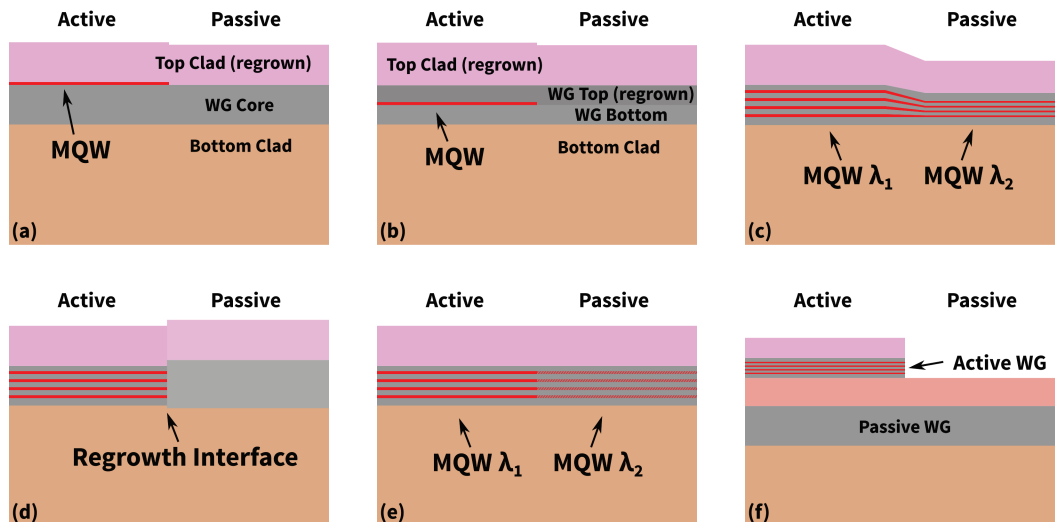 Active Passive
Top Clad (regrown)
WG Core
MQW
Bottom Clad
(a)
Active Passive
Top Clad (regrown)
WG Top (regrown)
WG Bottom
MQW
Bottom Clad
(b)
Active Passive
MQW λ₁ MQW λ₂
(c)
Active Passive
Regrowth Interface
(d)
Active Passive
MQW λ₁ MQW λ₂
(e)
Active Passive
Active WG
Passive WG
(f)